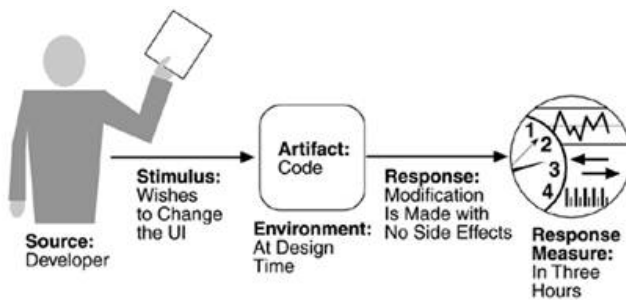 Source:
Developer
Stimulus:
Wishes
to Change
the UI
Artifact:
Code
Environment:
At Design
Time
Response:
Modification
Is Made with
No Side Effects
1
2
3
4
Response
Measure:
In Three
Hours